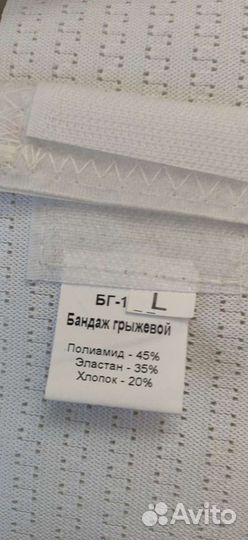 БГ-1 L
Бандаж грыжевой
Полиамид - 45%
Эластан - 35%
Хлопок - 20%
Avito